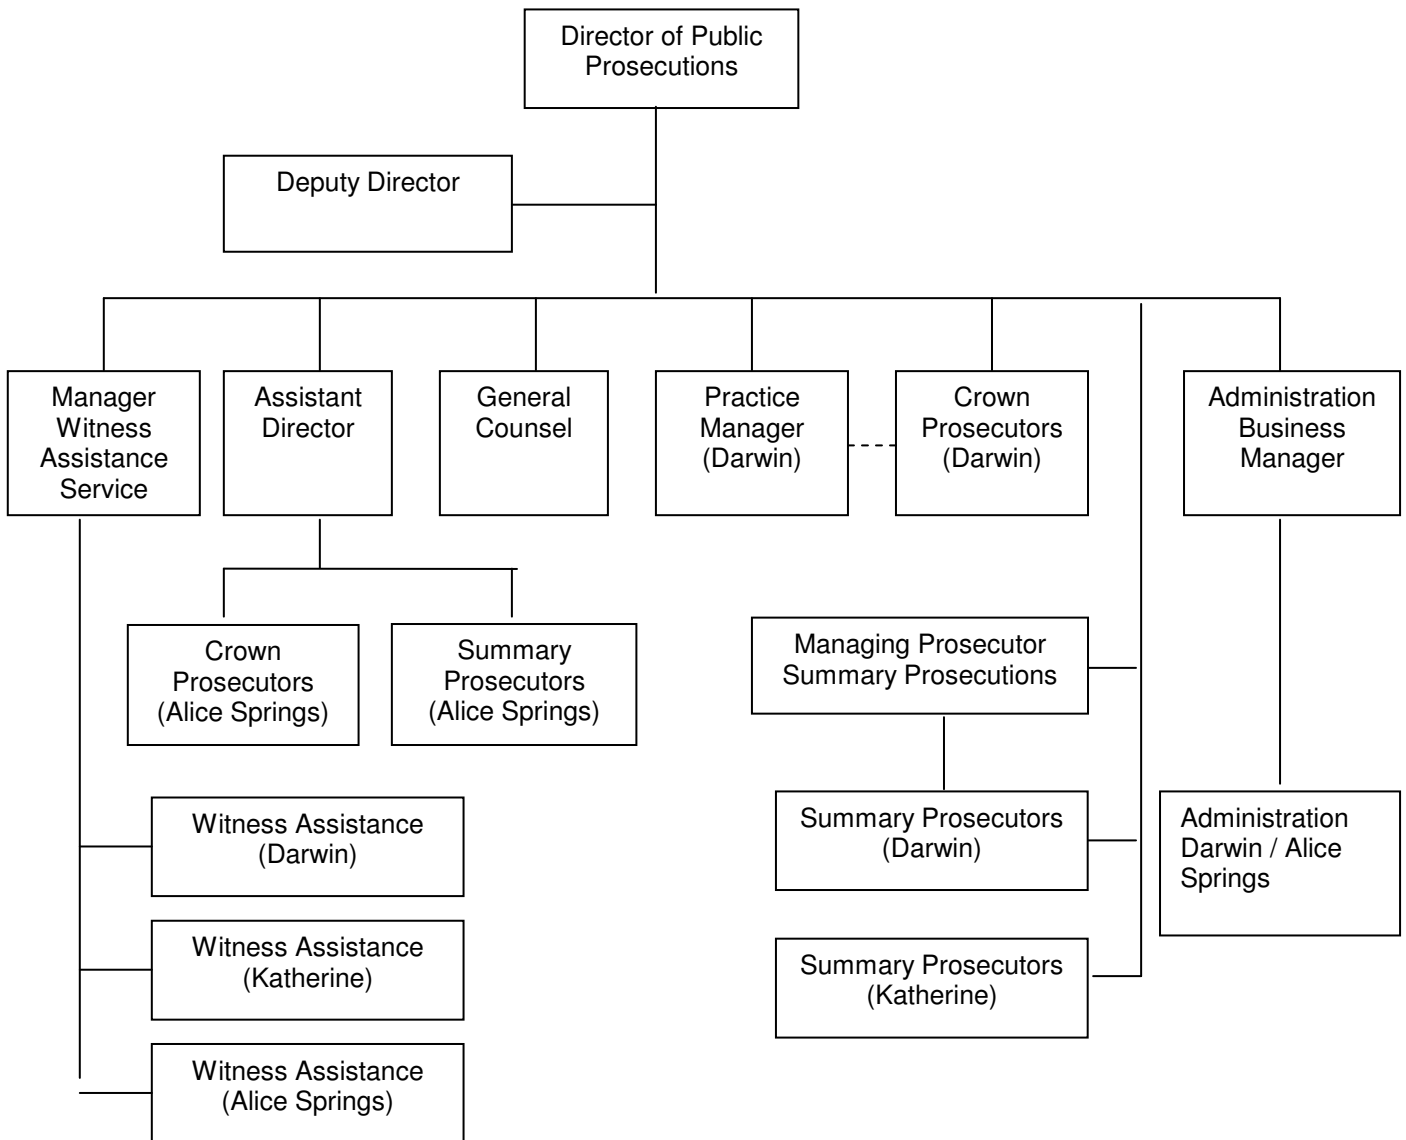 Director of Public
Prosecutions
Deputy Director
Manager
Witness
Assistance
Service
Assistant
Director
General
Counsel
Practice
Manager
(Darwin)
Crown
Prosecutors
(Darwin)
Administration
Business
Manager
Crown
Prosecutors
(Alice Springs)
Summary
Prosecutors
(Alice Springs)
Managing Prosecutor
Summary Prosecutions
Witness Assistance
(Darwin)
Summary Prosecutors
(Darwin)
Administration
Darwin / Alice
Springs
Witness Assistance
(Katherine)
Summary Prosecutors
(Katherine)
Witness Assistance
(Alice Springs)